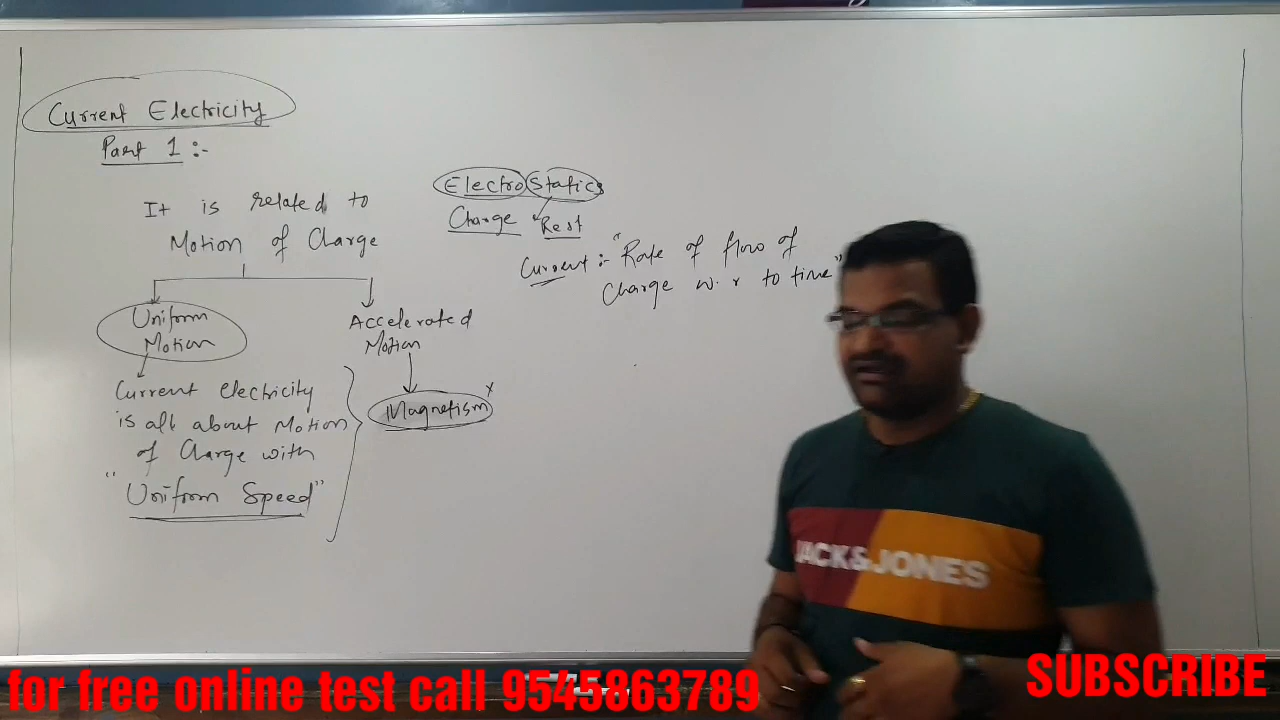 Current Electricity
Part 1 :-
It is related to
Motion of Charge
Uniform
Motion
Current electricity
is all about Motion
of Charge with
"Uniform Speed"
Accelerated
Motion
Magnetism x
Electro Statics
Charge Rest
Current :- "Rate of flow of
Charge w.r to time"
JACK&JONES
for free online test call 9545863789
SUBSCRIBE